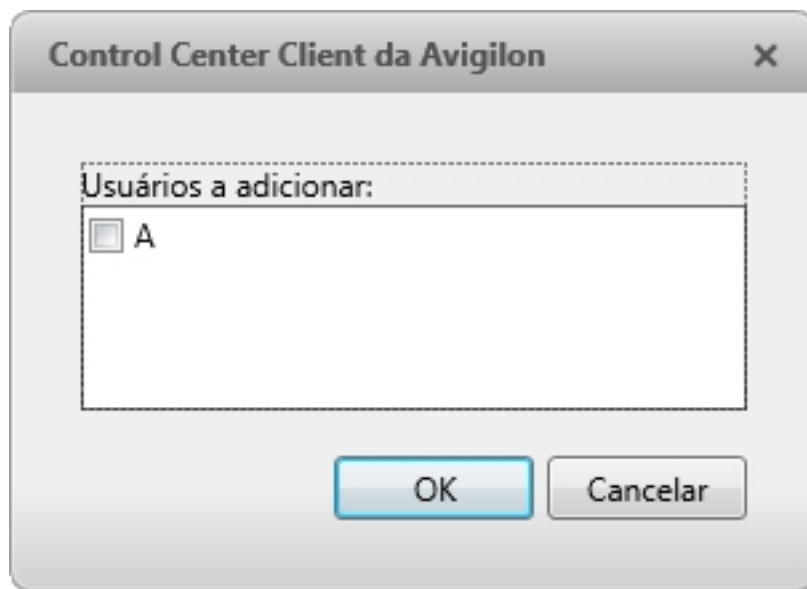 Control Center Client da Avigilon
Usuários a adicionar:
A
OK Cancelar